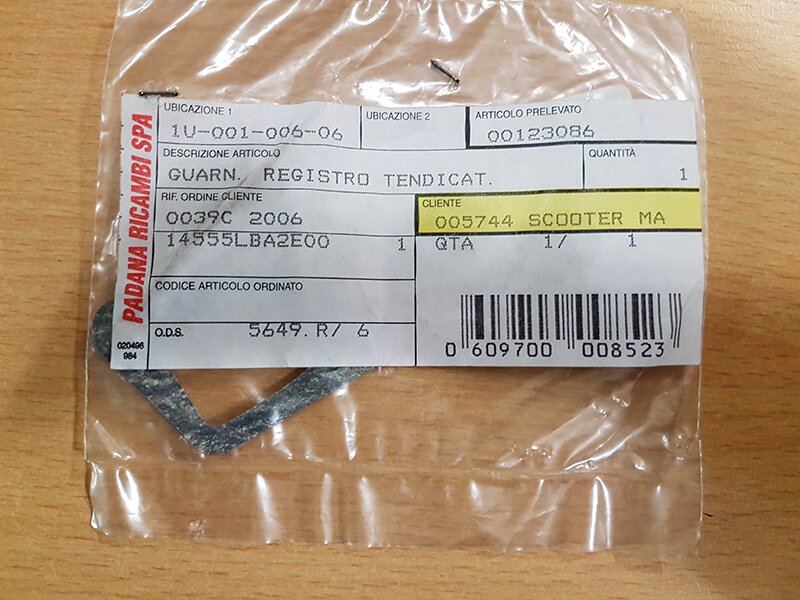 PADANA RICAMBI SPA
020496
984
UBICAZIONE 1
1U-001-006-06
UBICAZIONE 2
ARTICOLO PRELEVATO
00123086
DESCRIZIONE ARTICOLO
GUARN. REGISTRO TENDICAT.
QUANTITÀ
1
RIF. ORDINE CLIENTE
0039C 2006
CLIENTE
005744 SCOOTER MA
14555LBA2E00 1
QTA 1/ 1
CODICE ARTICOLO ORDINATO
O.D.S. 5649.R/ 6
0 609700 008523